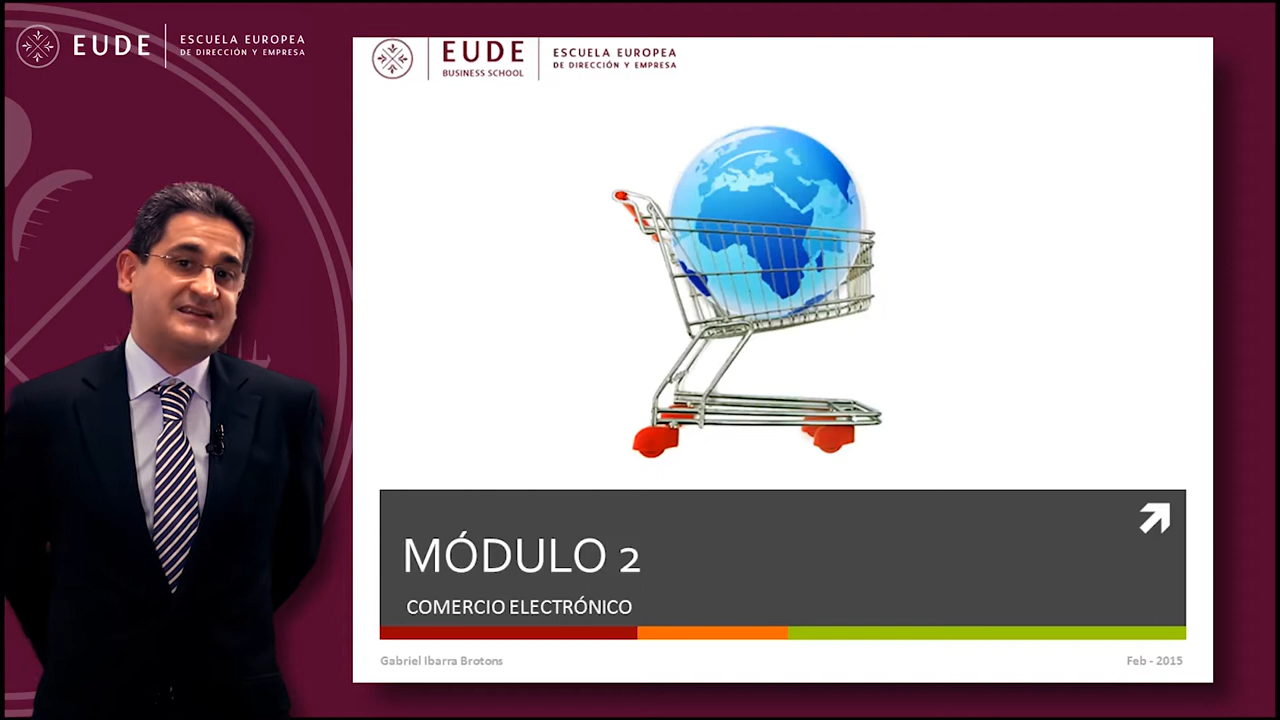 EUDE
ESCUELA EUROPEA
DE DIRECCIÓN Y EMPRESA
EUDE
BUSINESS SCHOOL
ESCUELA EUROPEA
DE DIRECCIÓN Y EMPRESA
MÓDULO 2
COMERCIO ELECTRÓNICO
Gabriel Ibarra Brotons
Feb - 2015